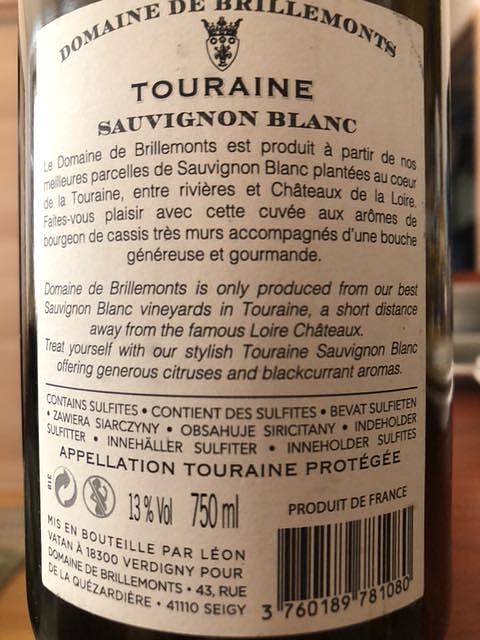 DOMAINE DE BRILLEMONTS
TOURAINE
SAUVIGNON BLANC
Le Domaine de Brillemonts est produit à partir de nos
meilleures parcelles de Sauvignon Blanc plantées au coeur
de la Touraine, entre rivières et Châteaux de la Loire.
Faites-vous plaisir avec cette cuvée aux arômes de
bourgeon de cassis très murs accompagnés d'une bouche
généreuse et gourmande.
Domaine de Brillemonts is only produced from our best
Sauvignon Blanc vineyards in Touraine, a short distance
away from the famous Loire Châteaux.
Treat yourself with our stylish Touraine Sauvignon Blanc
offering generous citruses and blackcurrant aromas.
CONTAINS SULFITES • CONTIENT DES SULFITES • BEVAT SULFIETEN
• ZAWIERA SIARCZYNY • OBSAHUJE SIRICITANY • INDEHOLDER
SULFITTER • INNEHÅLLER SULFITER • INNEHOLDER SULFITES
APPELLATION TOURAINE PROTÉGÉE
318
13 % Vol 750 ml
PRODUIT DE FRANCE
MIS EN BOUTEILLE PAR LÉON
VATAN À 18300 VERDIGNY POUR
DOMAINE DE BRILLEMONTS • 43, RUE
DE LA QUÉZARDIÈRE • 41110 SEIGY
3 760189 781080